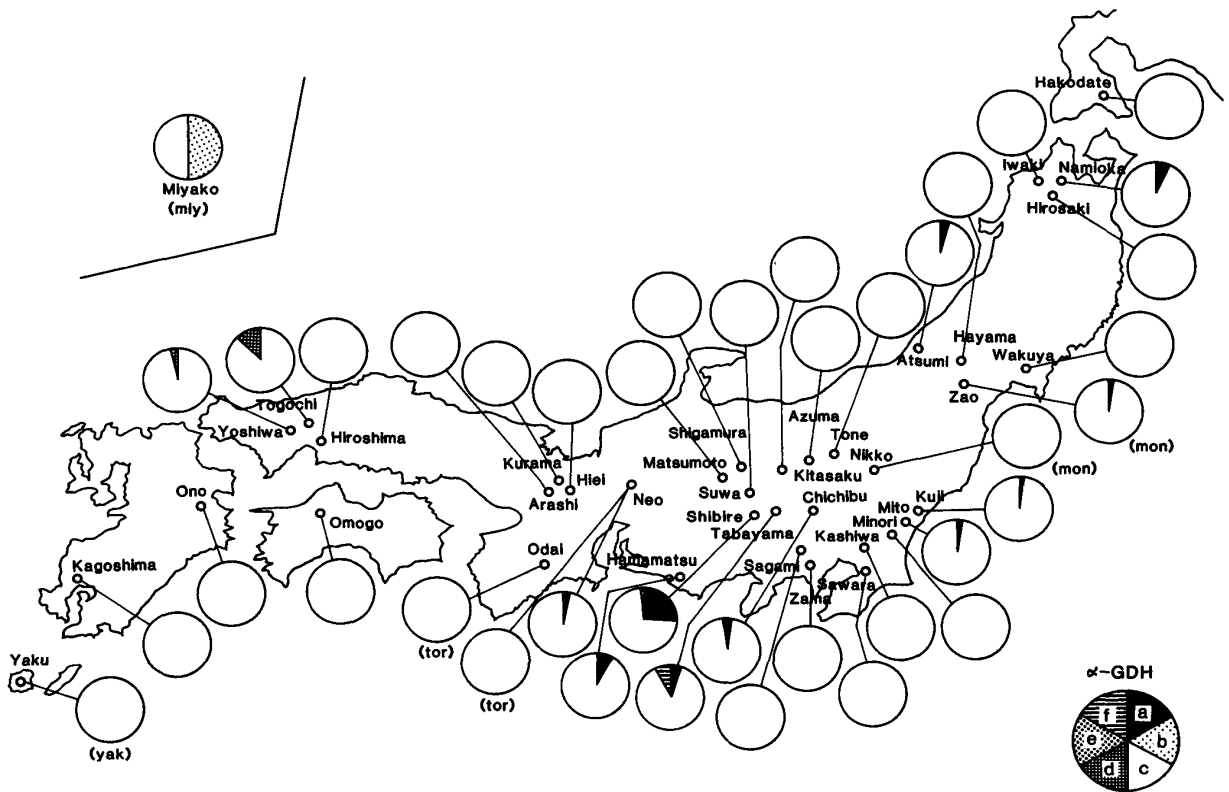 Hakodate
Iwaki
Namioka
Hirosaki
Miyako
(miy)
Hayama
Atsumi
Wakuya
Zao
(mon)
Togochi
Yoshiwa
Hiroshima
Azuma
Shigamura
Tone
Nikko
(mon)
Kurama
Matsumoto
Kitasaku
Hiei
Arashi
Neo
Suwa
Chichibu
Kuji
Ono
Shibire
Mito
Omogo
Tabayama
Minori
Kashiwa
Odai
Hamamatsu
Kagoshima
Sagami
Sawara
Zama
(tor)
Yaku
(tor)
(yak)
α-GDH
f
a
e
b
d
c